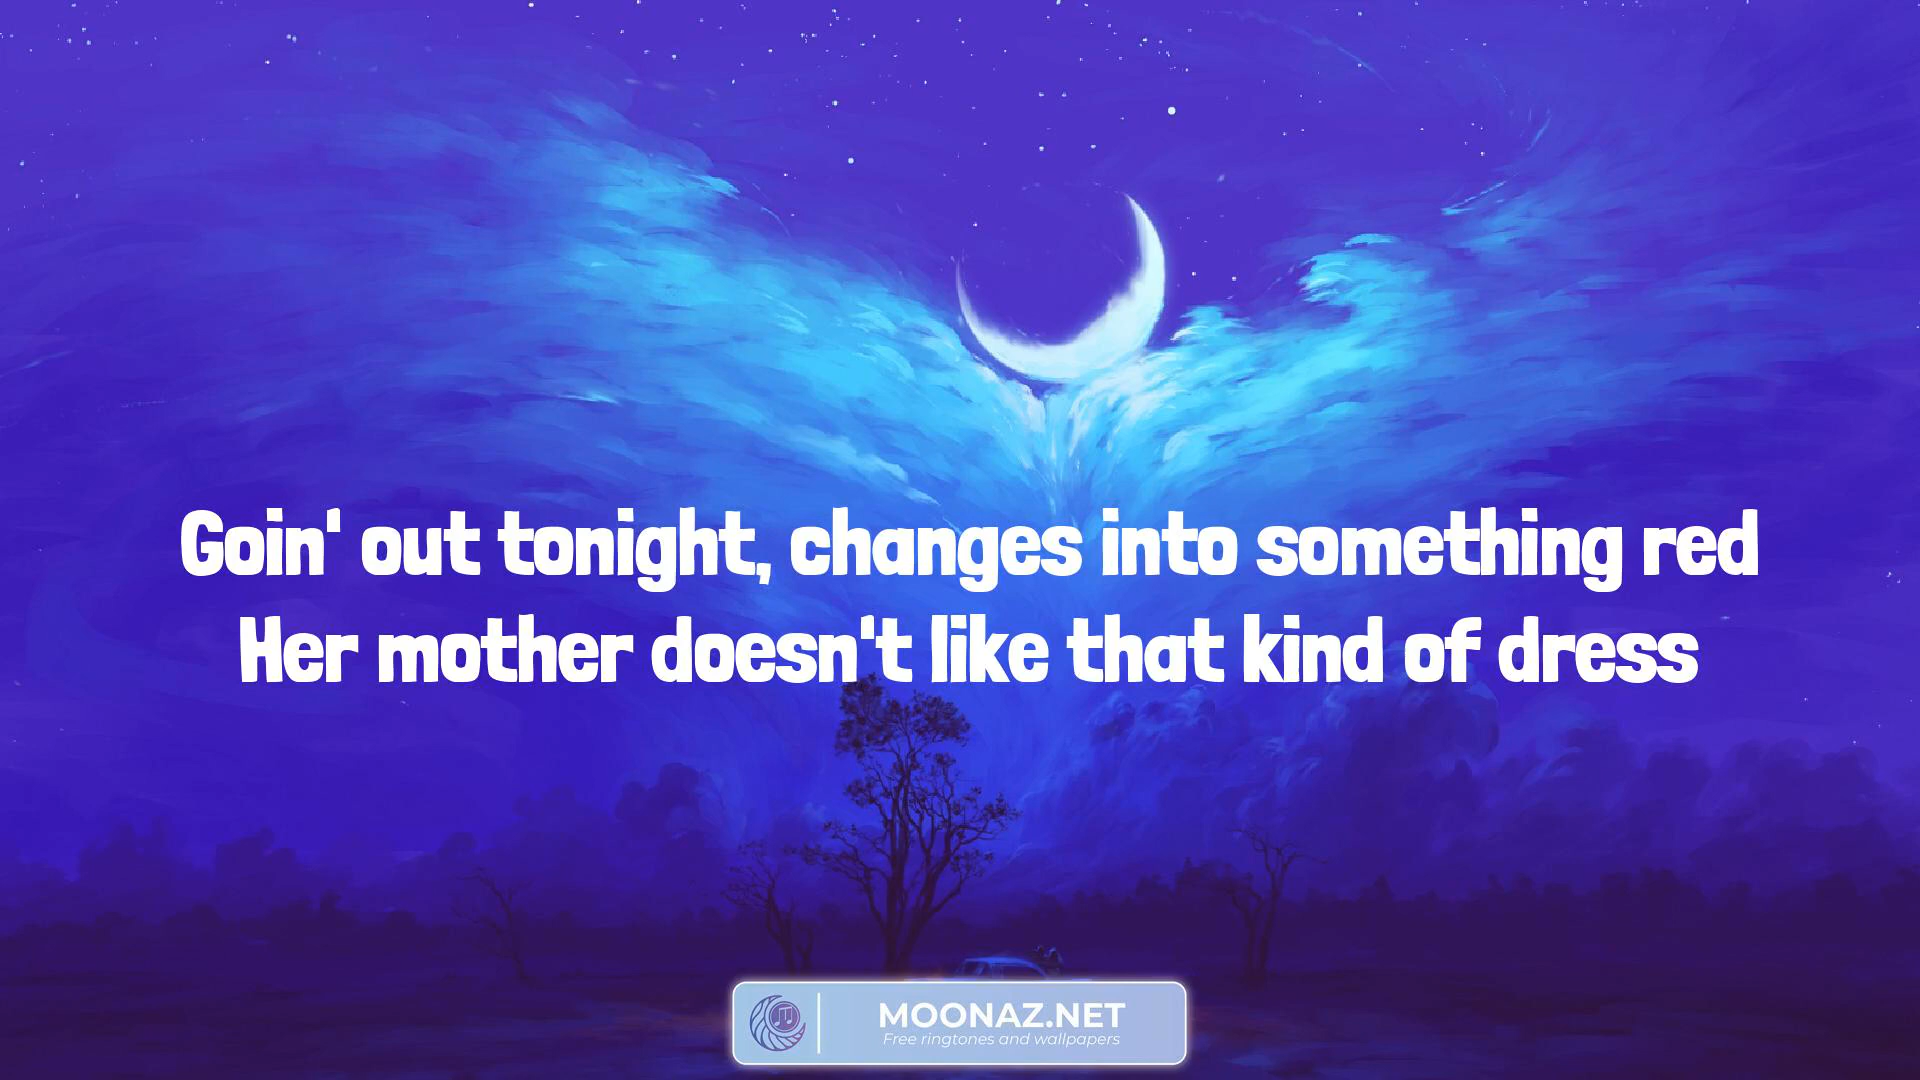 Goin' out tonight, changes into something red
Her mother doesn't like that kind of dress
MOONAZ.NET
Free ringtones and wallpapers